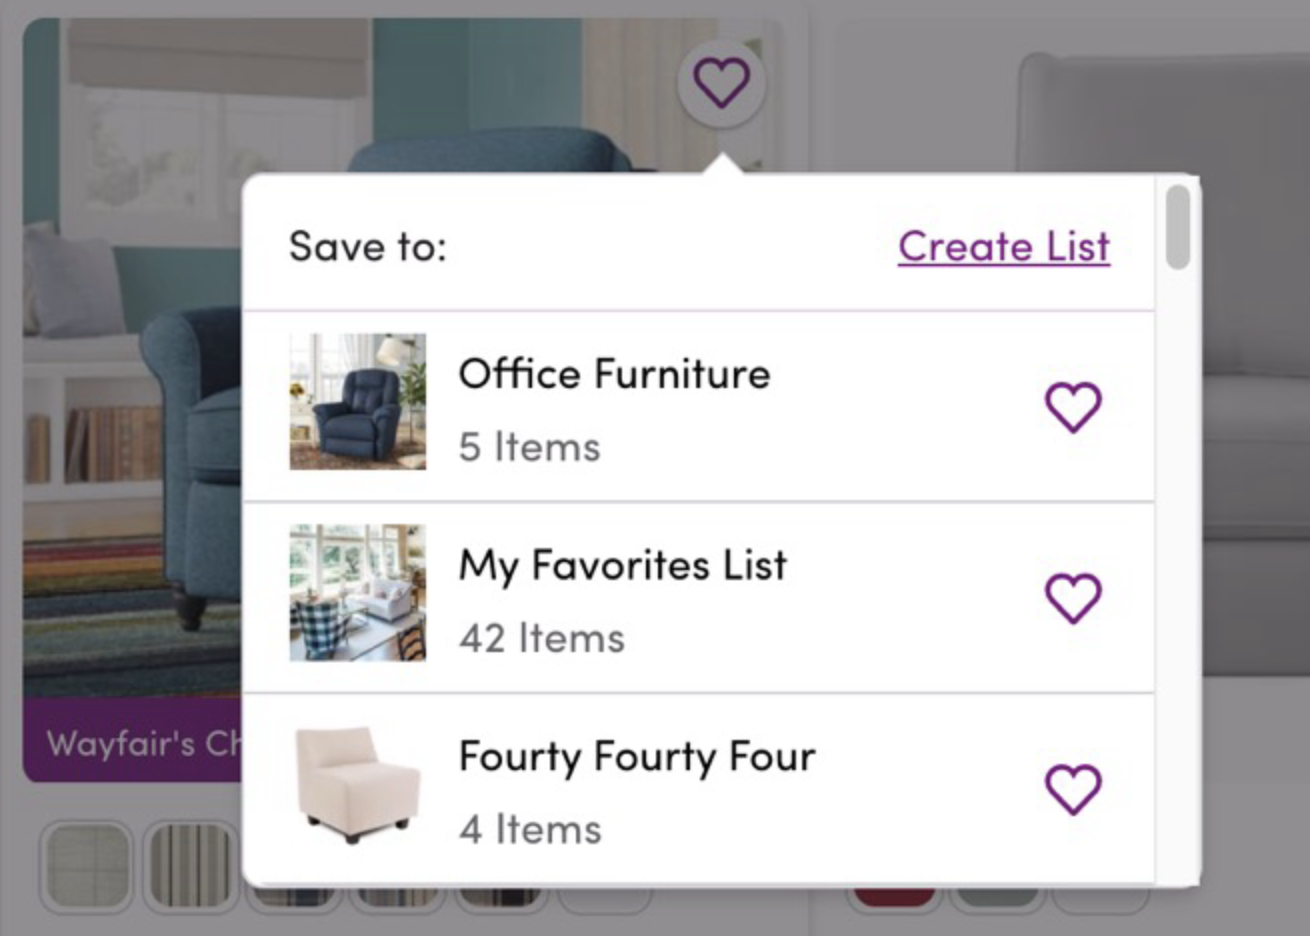 Save to:
Create List
Office Furniture
5 Items
My Favorites List
42 Items
Wayfair's
Fourty Fourty Four
4 Items